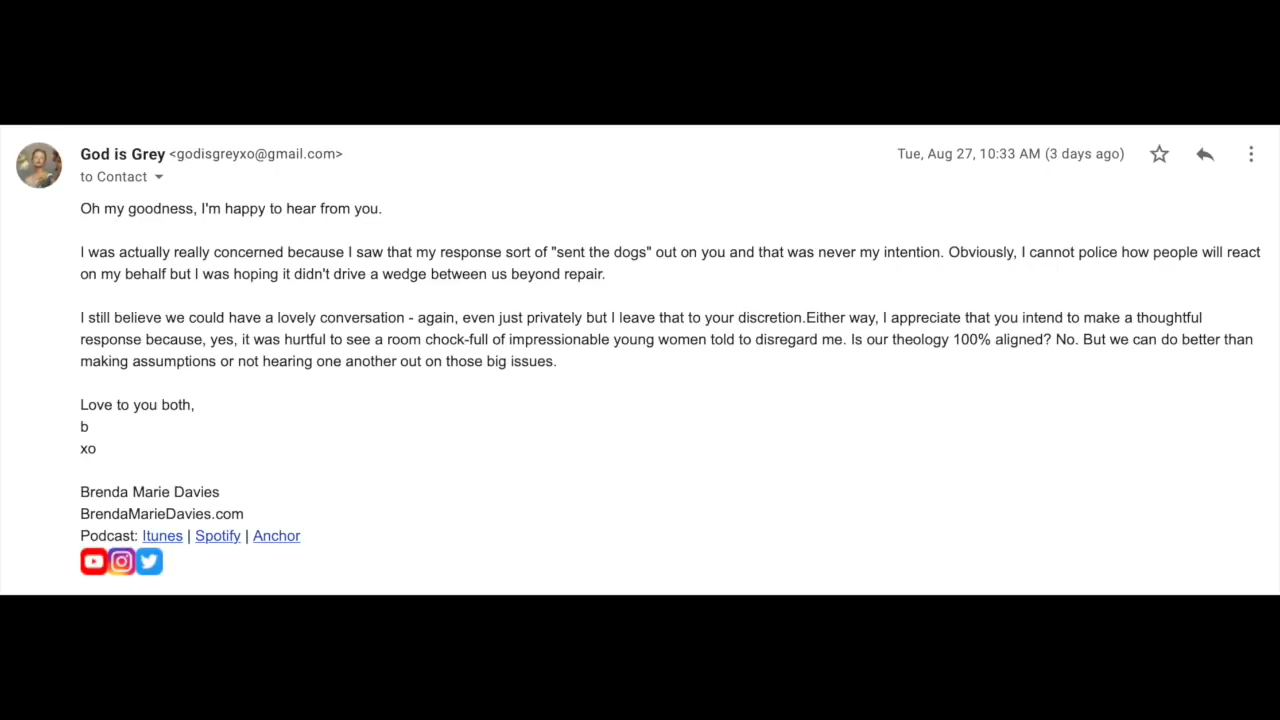 God is Grey <godisgreyxo@gmail.com>
Tue, Aug 27, 10:33 AM (3 days ago)
to Contact
Oh my goodness, I'm happy to hear from you.
I was actually really concerned because I saw that my response sort of "sent the dogs" out on you and that was never my intention. Obviously, I cannot police how people will react
on my behalf but I was hoping it didn't drive a wedge between us beyond repair.
I still believe we could have a lovely conversation - again, even just privately but I leave that to your discretion.Either way, I appreciate that you intend to make a thoughtful
response because, yes, it was hurtful to see a room chock-full of impressionable young women told to disregard me. Is our theology 100% aligned? No. But we can do better than
making assumptions or not hearing one another out on those big issues.
Love to you both,
b
xo
Brenda Marie Davies
BrendaMarieDavies.com
Podcast: Itunes | Spotify | Anchor